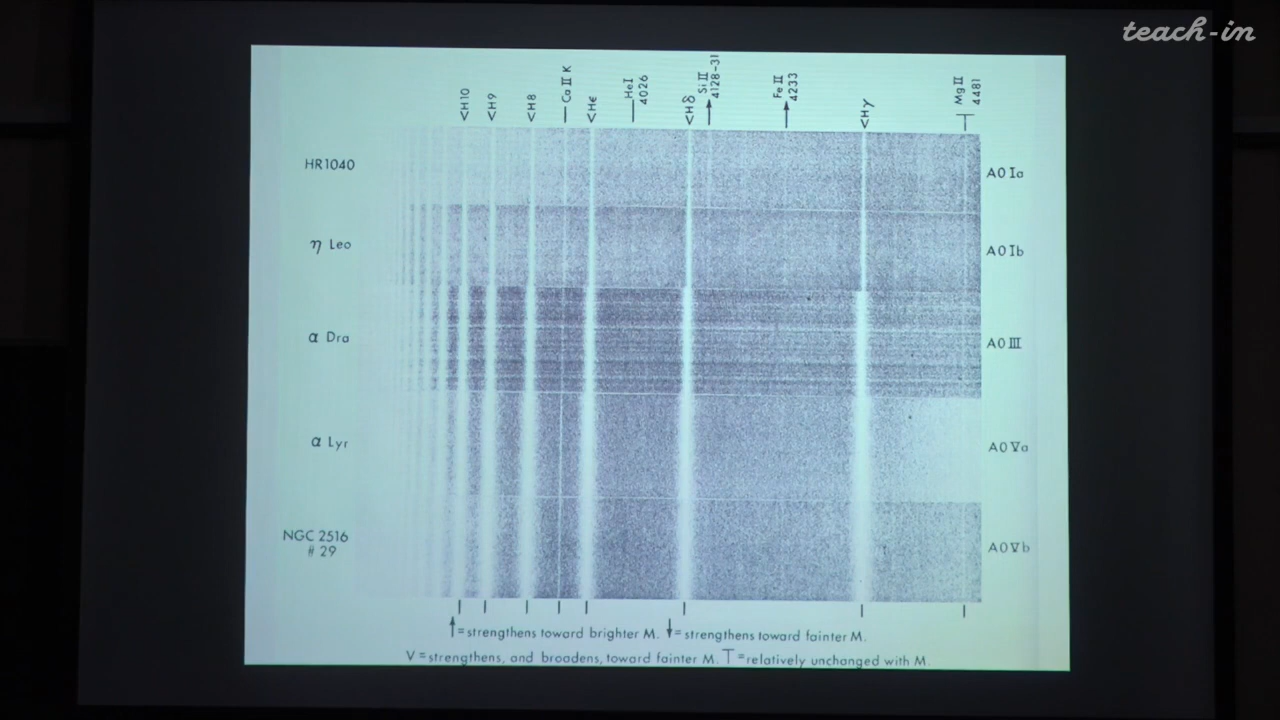 teach-in
<H10
<H9
<H8
Ca II K
<Hε
HeI
4026
<Hδ
Si II
4128-31
Fe II
4233
<Hγ
Mg II
4481
HR1040
A0 Ia
η Leo
A0 Ib
α Dra
A0 III
α Lyr
A0 Va
NGC 2516
# 29
A0 Vb
↑ =strengthens toward brighter M. ↓ =strengthens toward fainter M.
V =strengthens, and broadens, toward fainter M. T =relatively unchanged with M.